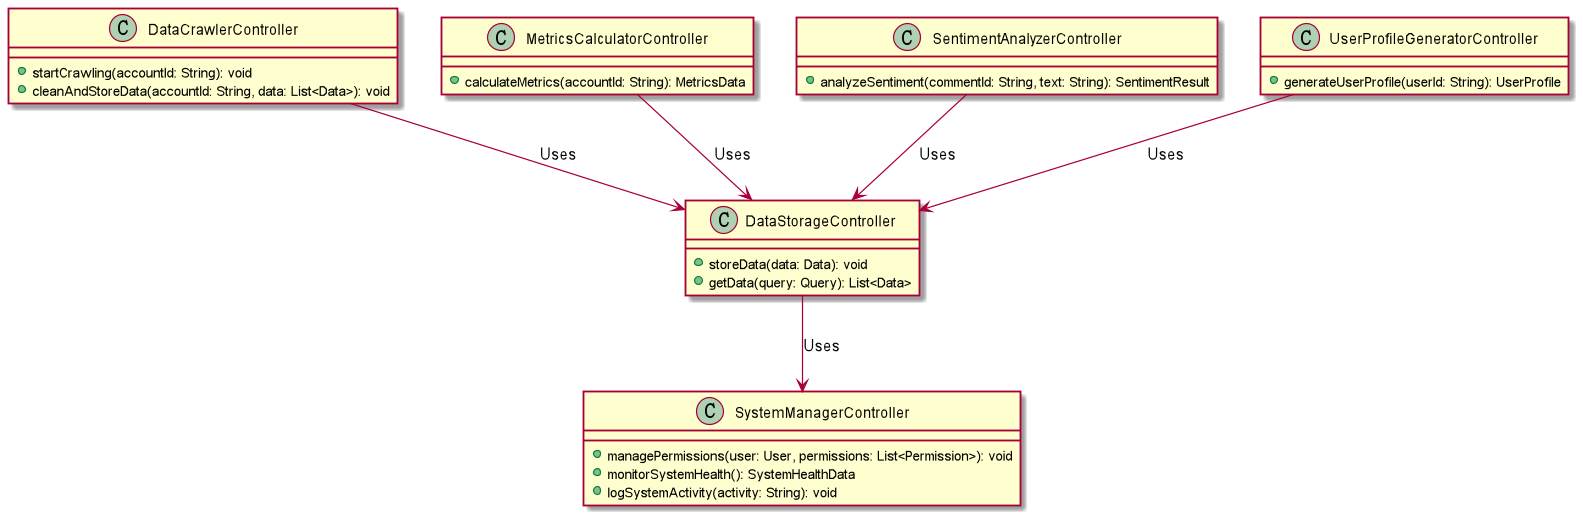 C DataCrawlerController
startCrawling(accountId: String): void
cleanAndStoreData(accountId: String, data: List<Data>): void
C MetricsCalculatorController
calculateMetrics(accountId: String): MetricsData
C SentimentAnalyzerController
analyzeSentiment(commentId: String, text: String): SentimentResult
C UserProfileGeneratorController
generateUserProfile(userId: String): UserProfile
Uses
Uses
Uses
Uses
C DataStorageController
storeData(data: Data): void
getData(query: Query): List<Data>
Uses
C SystemManagerController
managePermissions(user: User, permissions: List<Permission>): void
monitorSystemHealth(): SystemHealthData
logSystemActivity(activity: String): void